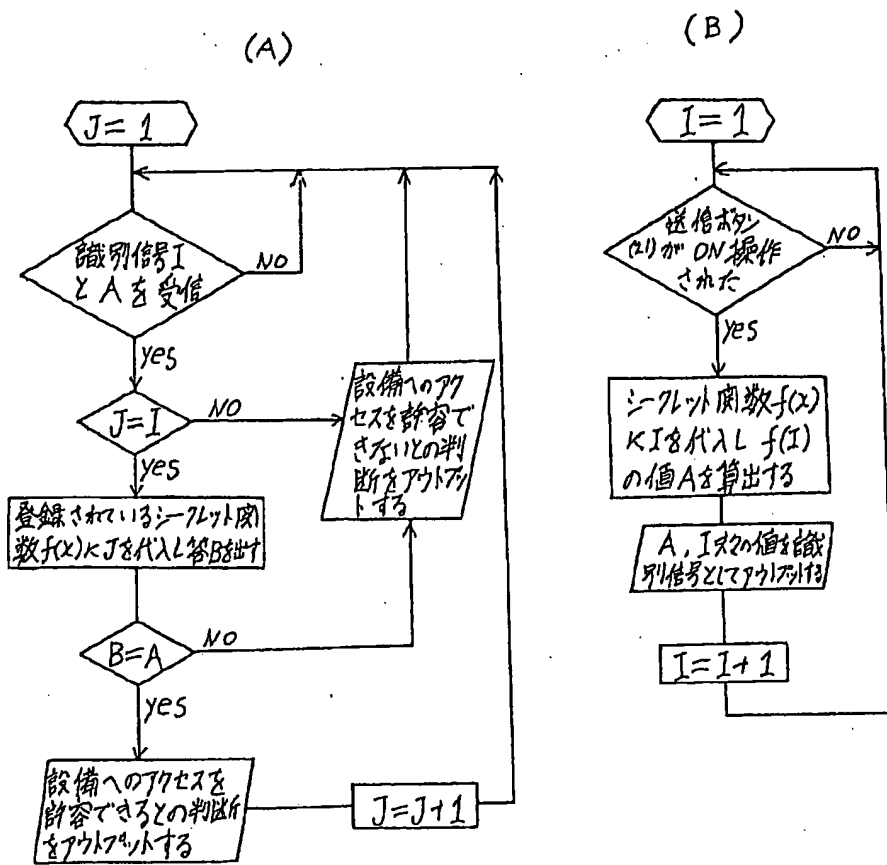 (A)
J=1
識別信号I
とAを受信
NO
yes
J=I
NO
yes
設備へのアク
セスを許容で
きないとの判
断をアウトプッ
トする
登録されているシークレット関
数f(x)にJを代入し答Bを出す
B=A
NO
yes
設備へのアクセスを
許容できるとの判断
をアウトプットする
J=J+1
(B)
I=1
送信ボタン
(21)がON操作
された
NO
yes
シークレット関数f(x)
にIを代入し f(I)
の値Aを算出する
A,I夫々の値を識
別信号としてアウトプットする
I=I+1